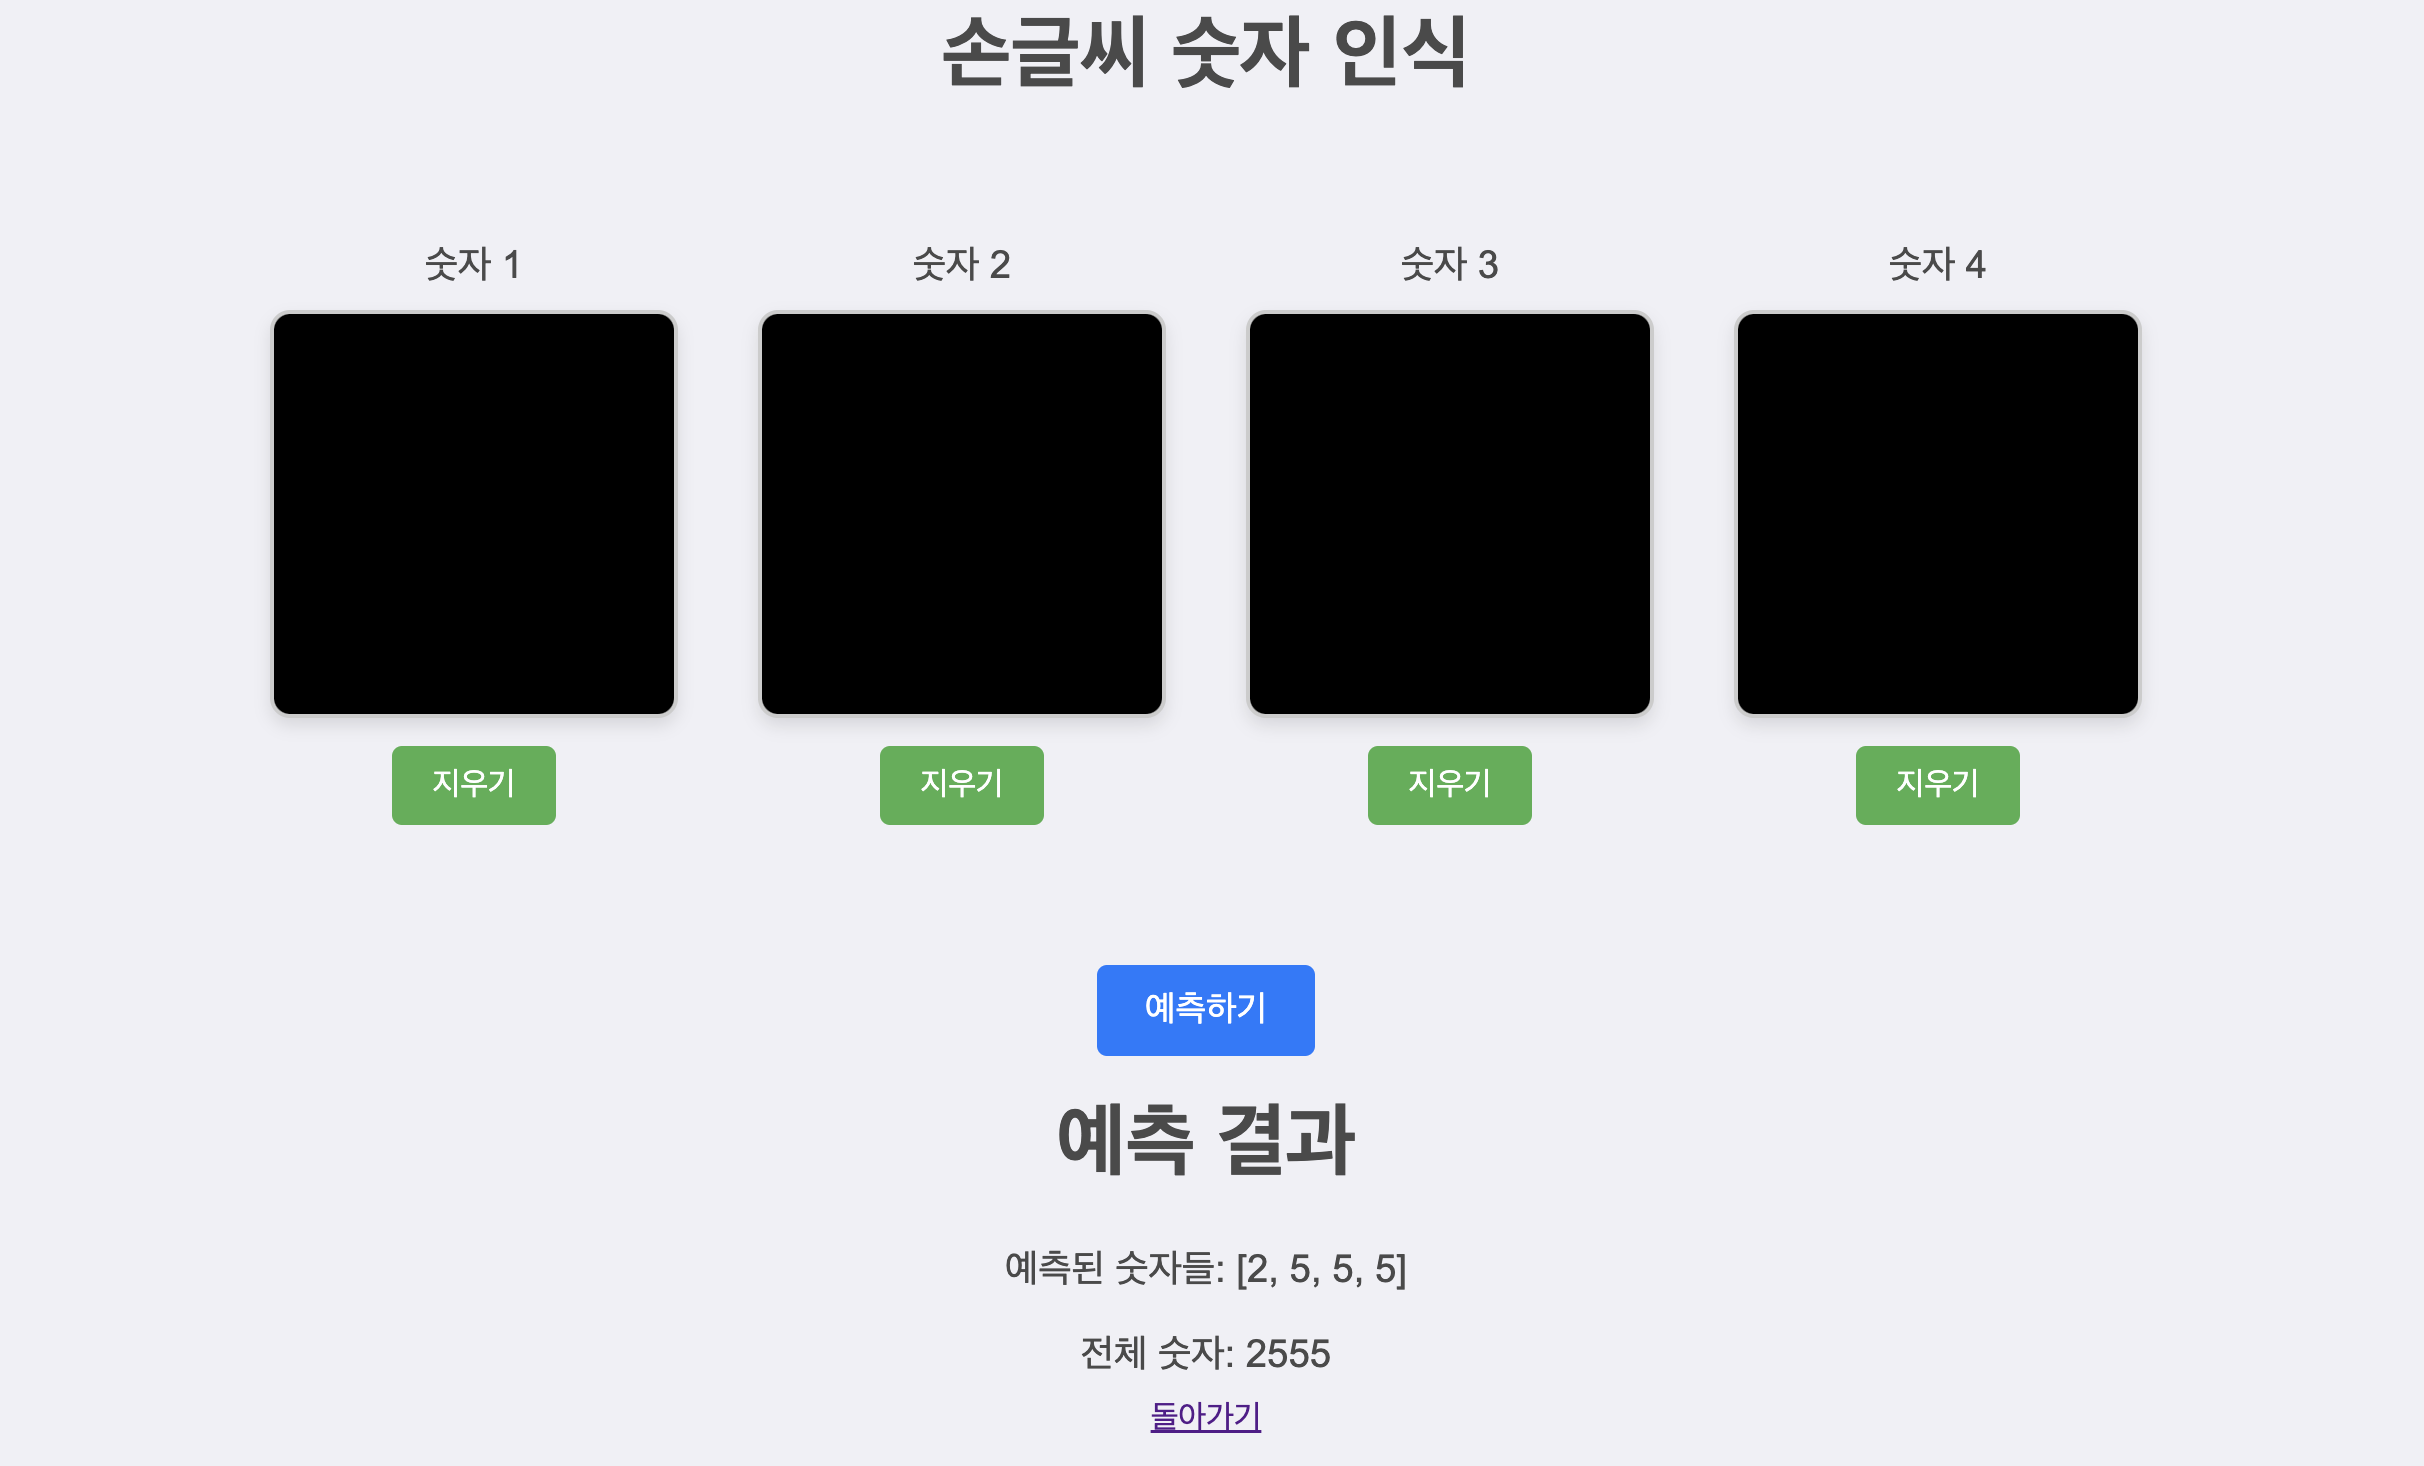 손글씨 숫자 인식
숫자 1
숫자 2
숫자 3
숫자 4
지우기
지우기
지우기
지우기
예측하기
예측 결과
예측된 숫자들: [2, 5, 5, 5]
전체 숫자: 2555
돌아가기